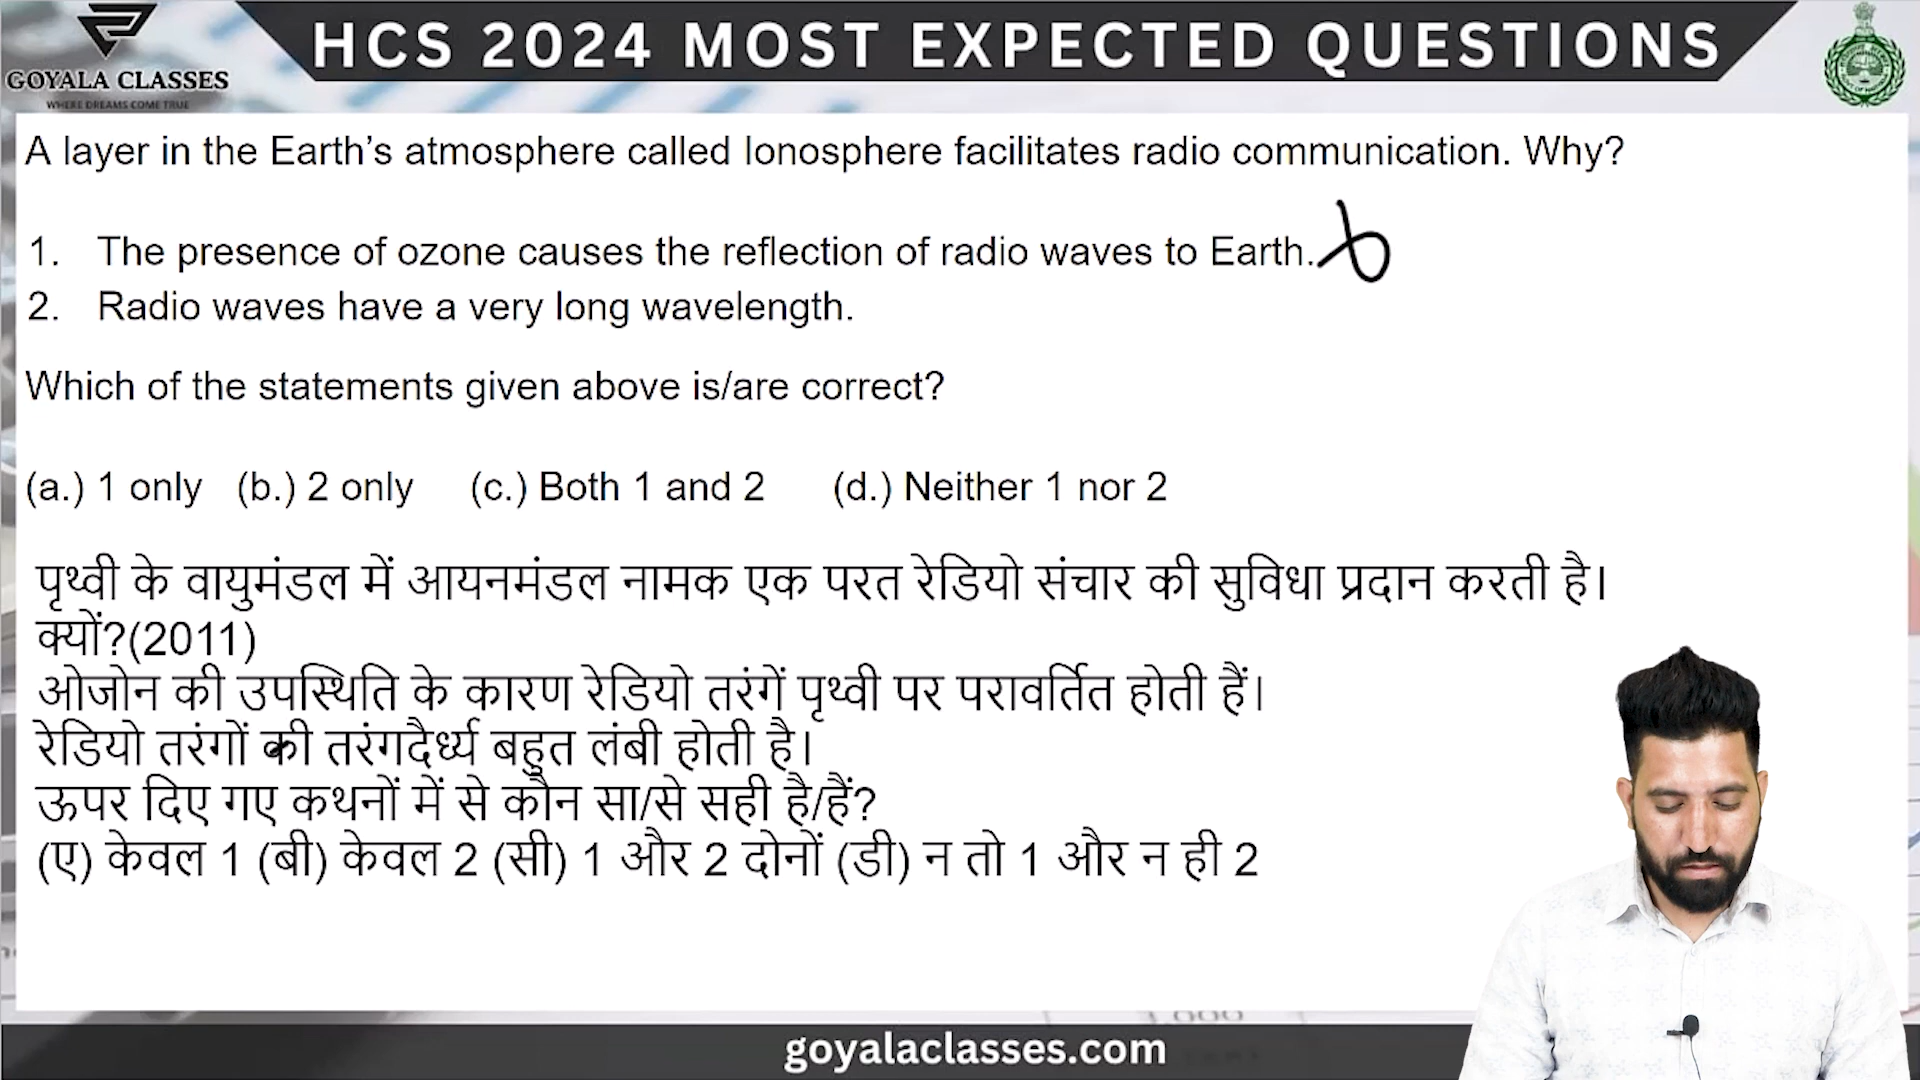 GOYALA CLASSES
WHERE DREAMS COME TRUE
HCS 2024 MOST EXPECTED QUESTIONS
A layer in the Earth's atmosphere called Ionosphere facilitates radio communication. Why?
1. The presence of ozone causes the reflection of radio waves to Earth.
2. Radio waves have a very long wavelength.
Which of the statements given above is/are correct?
(a.) 1 only (b.) 2 only (c.) Both 1 and 2 (d.) Neither 1 nor 2
पृथ्वी के वायुमंडल में आयनमंडल नामक एक परत रेडियो संचार की सुविधा प्रदान करती है।
क्यों?(2011)
ओजोन की उपस्थिति के कारण रेडियो तरंगें पृथ्वी पर परावर्तित होती हैं।
रेडियो तरंगों की तरंगदैर्ध्य बहुत लंबी होती है।
ऊपर दिए गए कथनों में से कौन सा/से सही है/हैं?
(ए) केवल 1 (बी) केवल 2 (सी) 1 और 2 दोनों (डी) न तो 1 और न ही 2
1,000
goyalaclasses.com